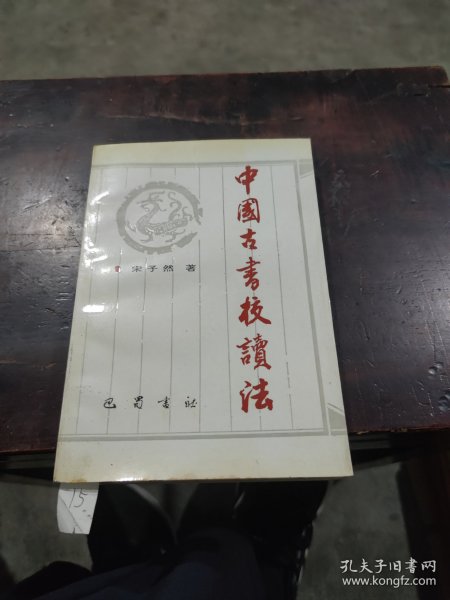 中國古書校讀法
宋子然 著
巴蜀書社
15
孔夫子旧书网
www.kongfz.com